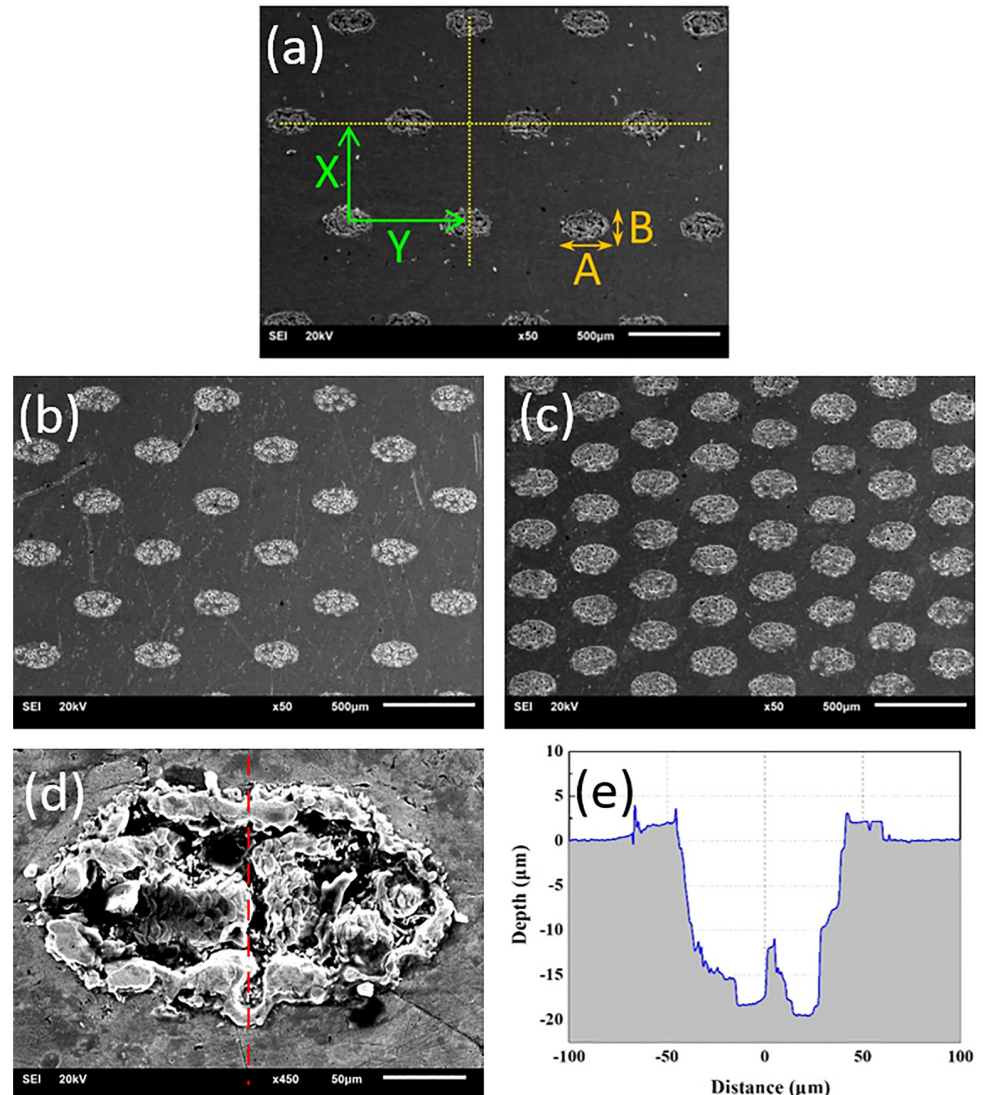 (a)
X
Y
B
A
SEI 20kV x50 500µm
(b)
SEI 20kV x50 500µm
(c)
SEI 20kV x50 500µm
(d)
SEI 20kV x450 50µm
(e)
Depth (µm)
10
5
0
-5
-10
-15
-20
-100 -50 0 50 100
Distance (µm)